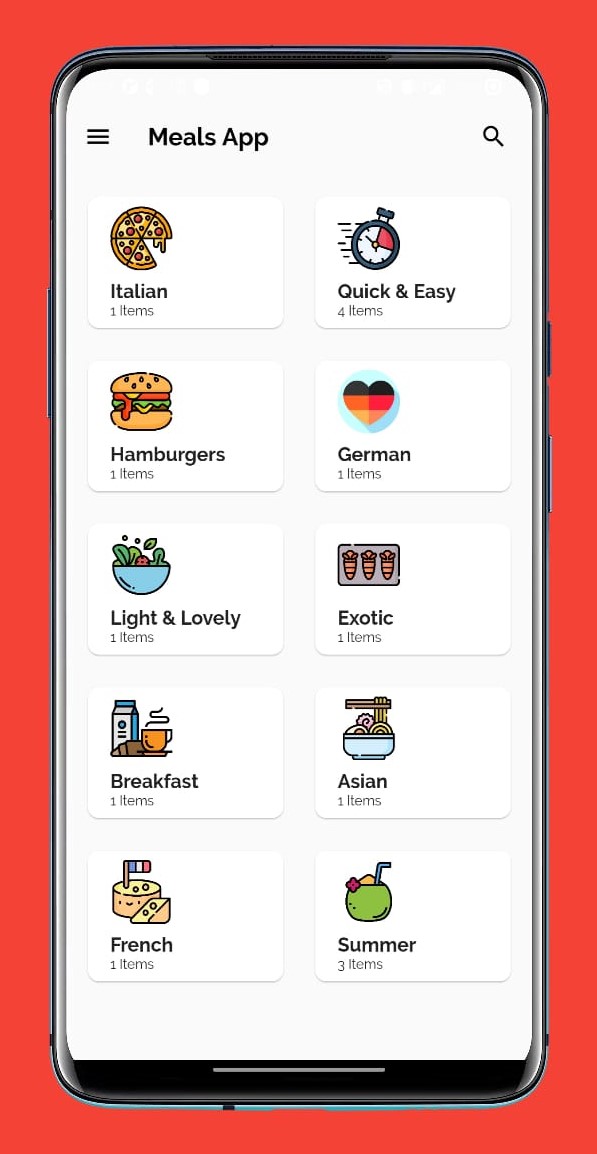 Meals App
Italian
1 Items
Quick & Easy
4 Items
Hamburgers
1 Items
German
1 Items
Light & Lovely
1 Items
Exotic
1 Items
Breakfast
1 Items
Asian
1 Items
French
1 Items
Summer
3 Items